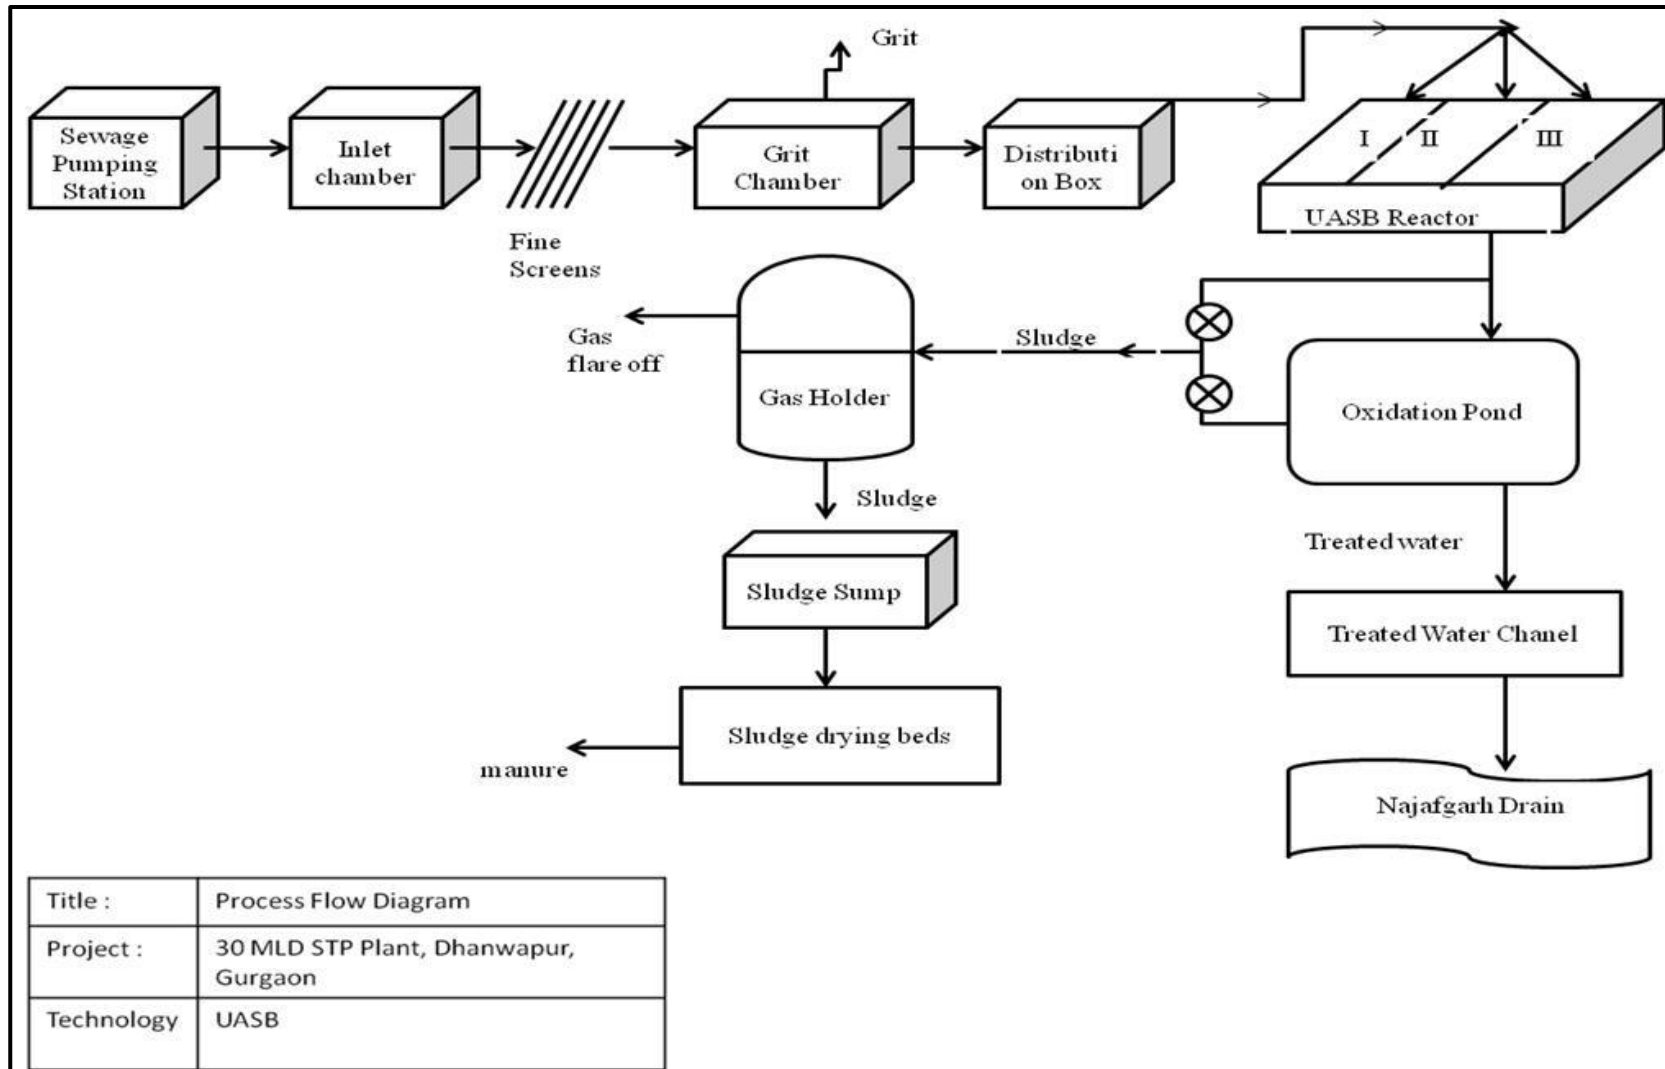 Grit
Sewage
Pumping
Station
Inlet
chamber
Fine
Screens
Grit
Chamber
Distributi
on Box
I
II
III
UASB Reactor
Gas
flare off
Gas Holder
Sludge
Oxidation Pond
Sludge
Treated water
Sludge Sump
Treated Water Chanel
Sludge drying beds
manure
Najafgarh Drain
Title :
Process Flow Diagram
Project :
30 MLD STP Plant, Dhanwapur,
Gurgaon
Technology
UASB